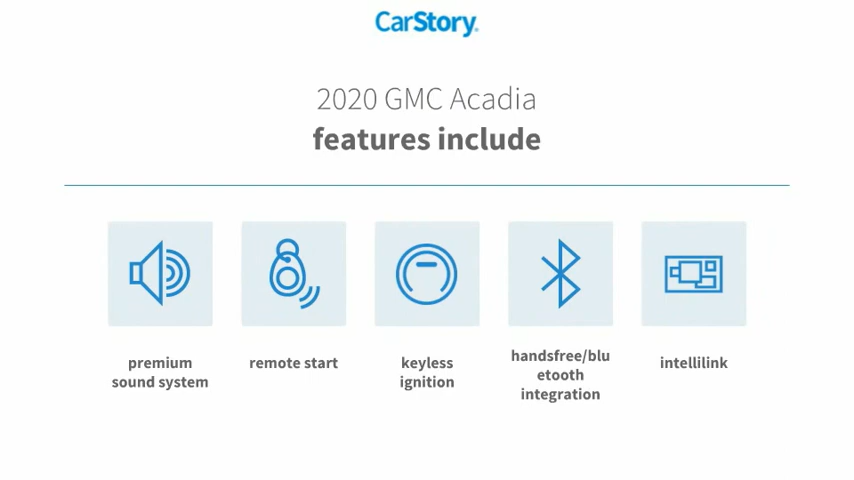 CarStory.
2020 GMC Acadia
features include
premium
sound system
remote start
keyless
ignition
handsfree/blu
etooth
integration
intellilink